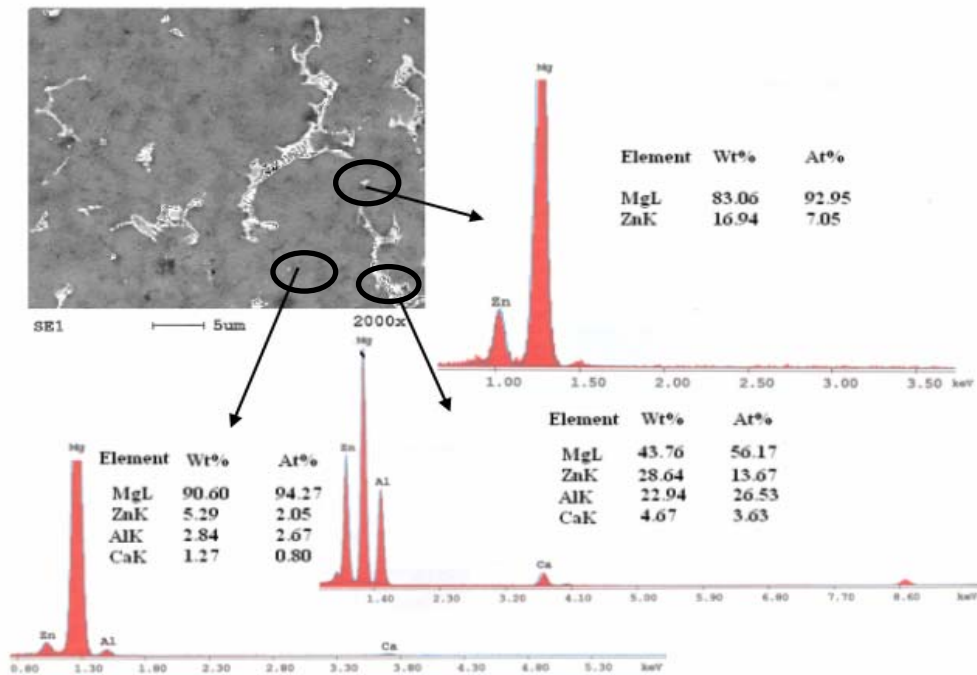 SE1 5um 2000x
Mg
Zn
Element Wt% At%
MgL 83.06 92.95
ZnK 16.94 7.05
1.00 1.50 2.00 2.50 3.00 3.50 keV
Mg
Zn
Al
Ca
Element Wt% At%
MgL 43.76 56.17
ZnK 28.64 13.67
AlK 22.94 26.53
CaK 4.67 3.63
1.40 2.30 3.20 4.10 5.00 5.90 6.80 7.70 8.60 keV
Mg
Element Wt% At%
MgL 90.60 94.27
ZnK 5.29 2.05
AlK 2.84 2.67
CaK 1.27 0.80
Zn
Al
Ca
0.80 1.30 1.80 2.30 2.80 3.30 3.80 4.30 4.80 5.30 keV